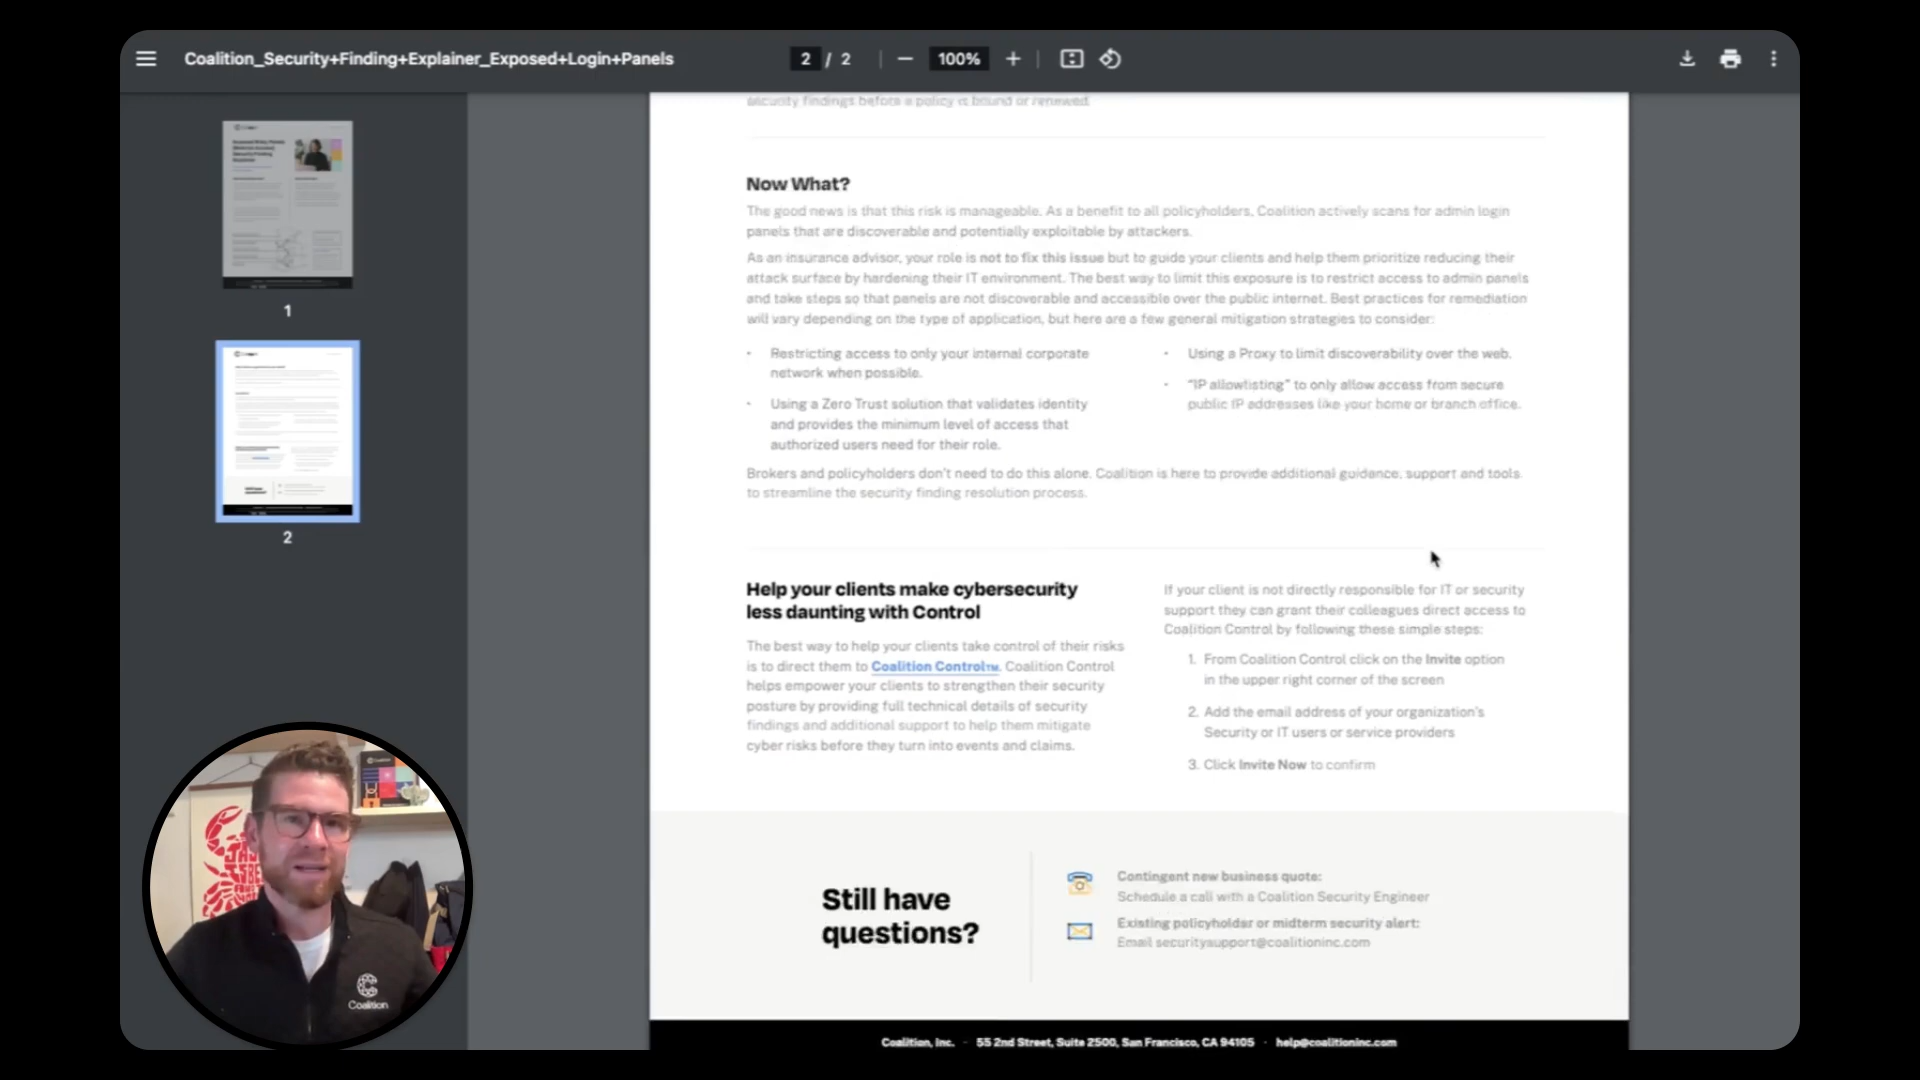 Coalition_Security+Finding+Explainer_Exposed+Login+Panels
2 / 2
100%
1
2
security findings before a policy is bound or renewed.
Now What?
The good news is that this risk is manageable. As a benefit to all policyholders, Coalition actively scans for admin login
panels that are discoverable and potentially exploitable by attackers.
As an insurance advisor, your role is not to fix this issue but to guide your clients and help them prioritize reducing their
attack surface by hardening their IT environment. The best way to limit this exposure is to restrict access to admin panels
and take steps so that panels are not discoverable and accessible over the public internet. Best practices for remediation
will vary depending on the type of application, but here are a few general mitigation strategies to consider:
• Restricting access to only your internal corporate
network when possible.
• Using a Zero Trust solution that validates identity
and provides the minimum level of access that
authorized users need for their role.
• Using a Proxy to limit discoverability over the web.
• “IP allowlisting” to only allow access from secure
public IP addresses like your home or branch office.
Brokers and policyholders don’t need to do this alone. Coalition is here to provide additional guidance, support and tools
to streamline the security finding resolution process.
Help your clients make cybersecurity
less daunting with Control
The best way to help your clients take control of their risks
is to direct them to Coalition Control™. Coalition Control
helps empower your clients to strengthen their security
posture by providing full technical details of security
findings and additional support to help them mitigate
cyber risks before they turn into events and claims.
If your client is not directly responsible for IT or security
support they can grant their colleagues direct access to
Coalition Control by following these simple steps:
1. From Coalition Control click on the Invite option
in the upper right corner of the screen
2. Add the email address of your organization’s
Security or IT users or service providers
3. Click Invite Now to confirm
Still have
questions?
Contingent new business quote:
Schedule a call with a Coalition Security Engineer
Existing policyholder or midterm security alert:
Email securitysupport@coalitioninc.com
Coalition, Inc. · 55 2nd Street, Suite 2500, San Francisco, CA 94105 · help@coalitioninc.com
Coalition